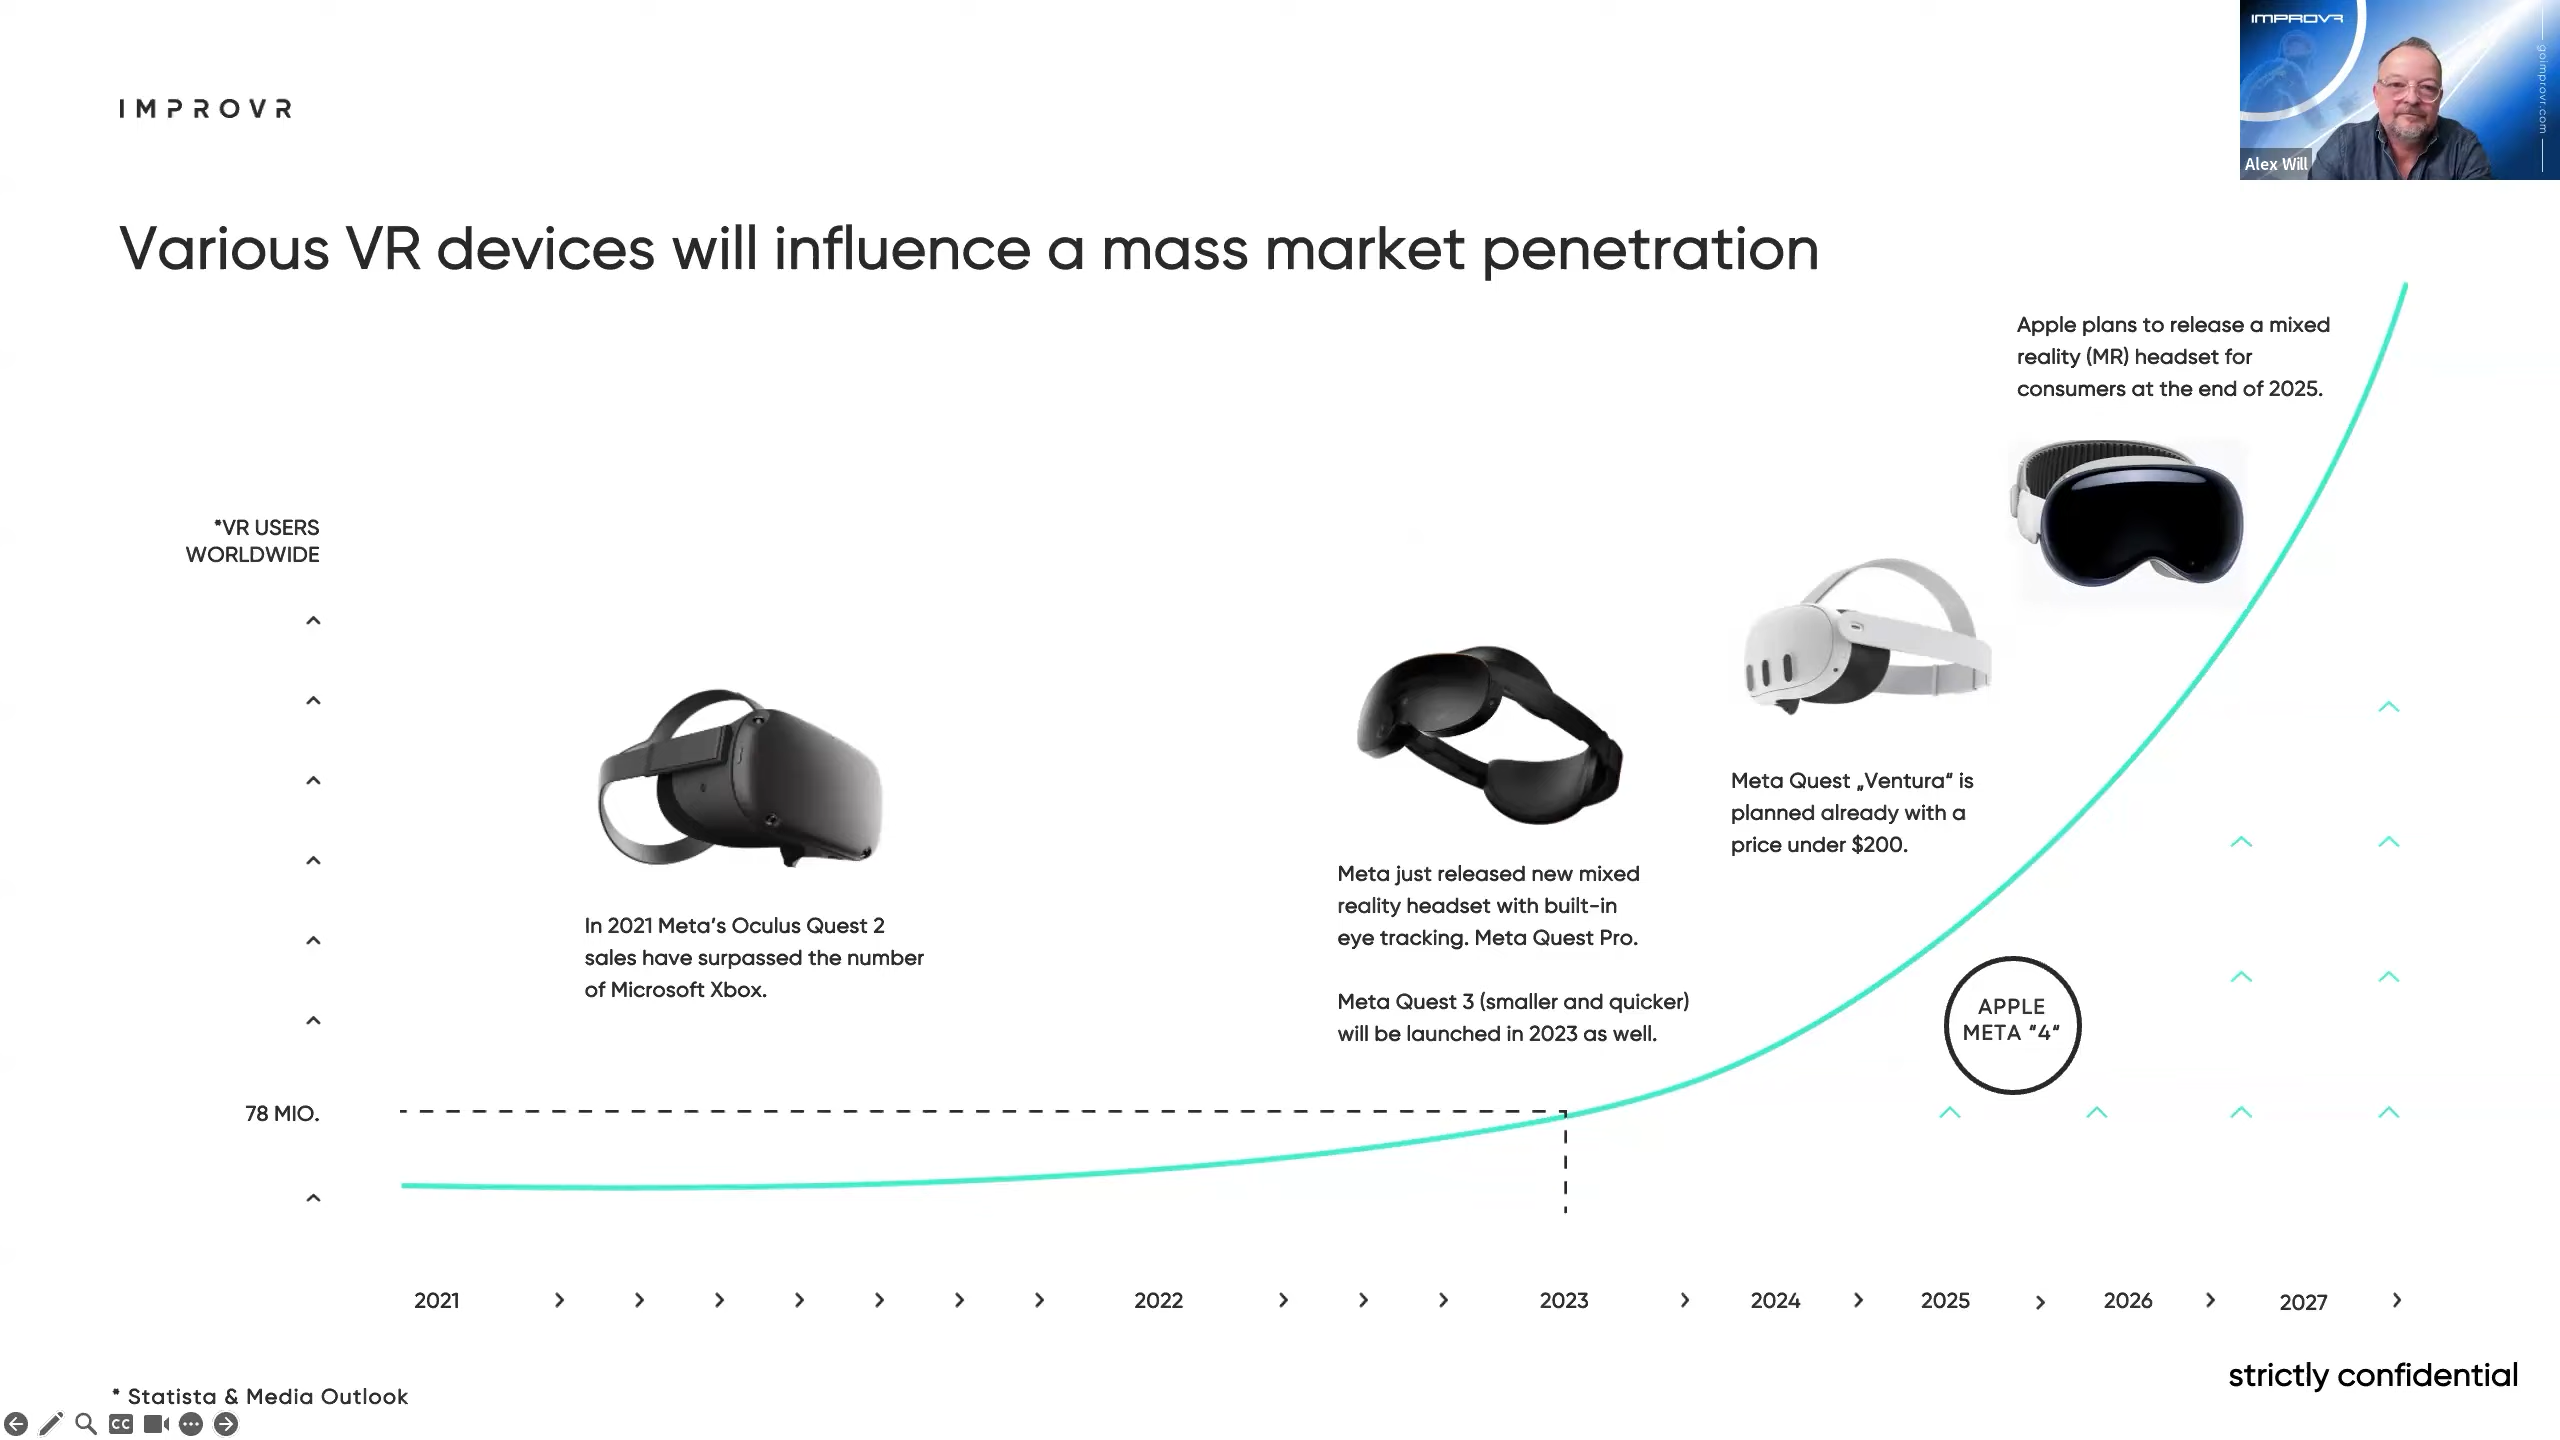 IMPROVR
IMPROVR
goimprovr.com
Alex Will
Various VR devices will influence a mass market penetration
Apple plans to release a mixed
reality (MR) headset for
consumers at the end of 2025.
*VR USERS
WORLDWIDE
Meta Quest „Ventura“ is
planned already with a
price under $200.
Meta just released new mixed
reality headset with built-in
eye tracking. Meta Quest Pro.
Meta Quest 3 (smaller and quicker)
will be launched in 2023 as well.
In 2021 Meta’s Oculus Quest 2
sales have surpassed the number
of Microsoft Xbox.
APPLE
META “4“
78 MIO.
2021 2022 2023 2024 2025 2026 2027
strictly confidential
* Statista & Media Outlook
CC